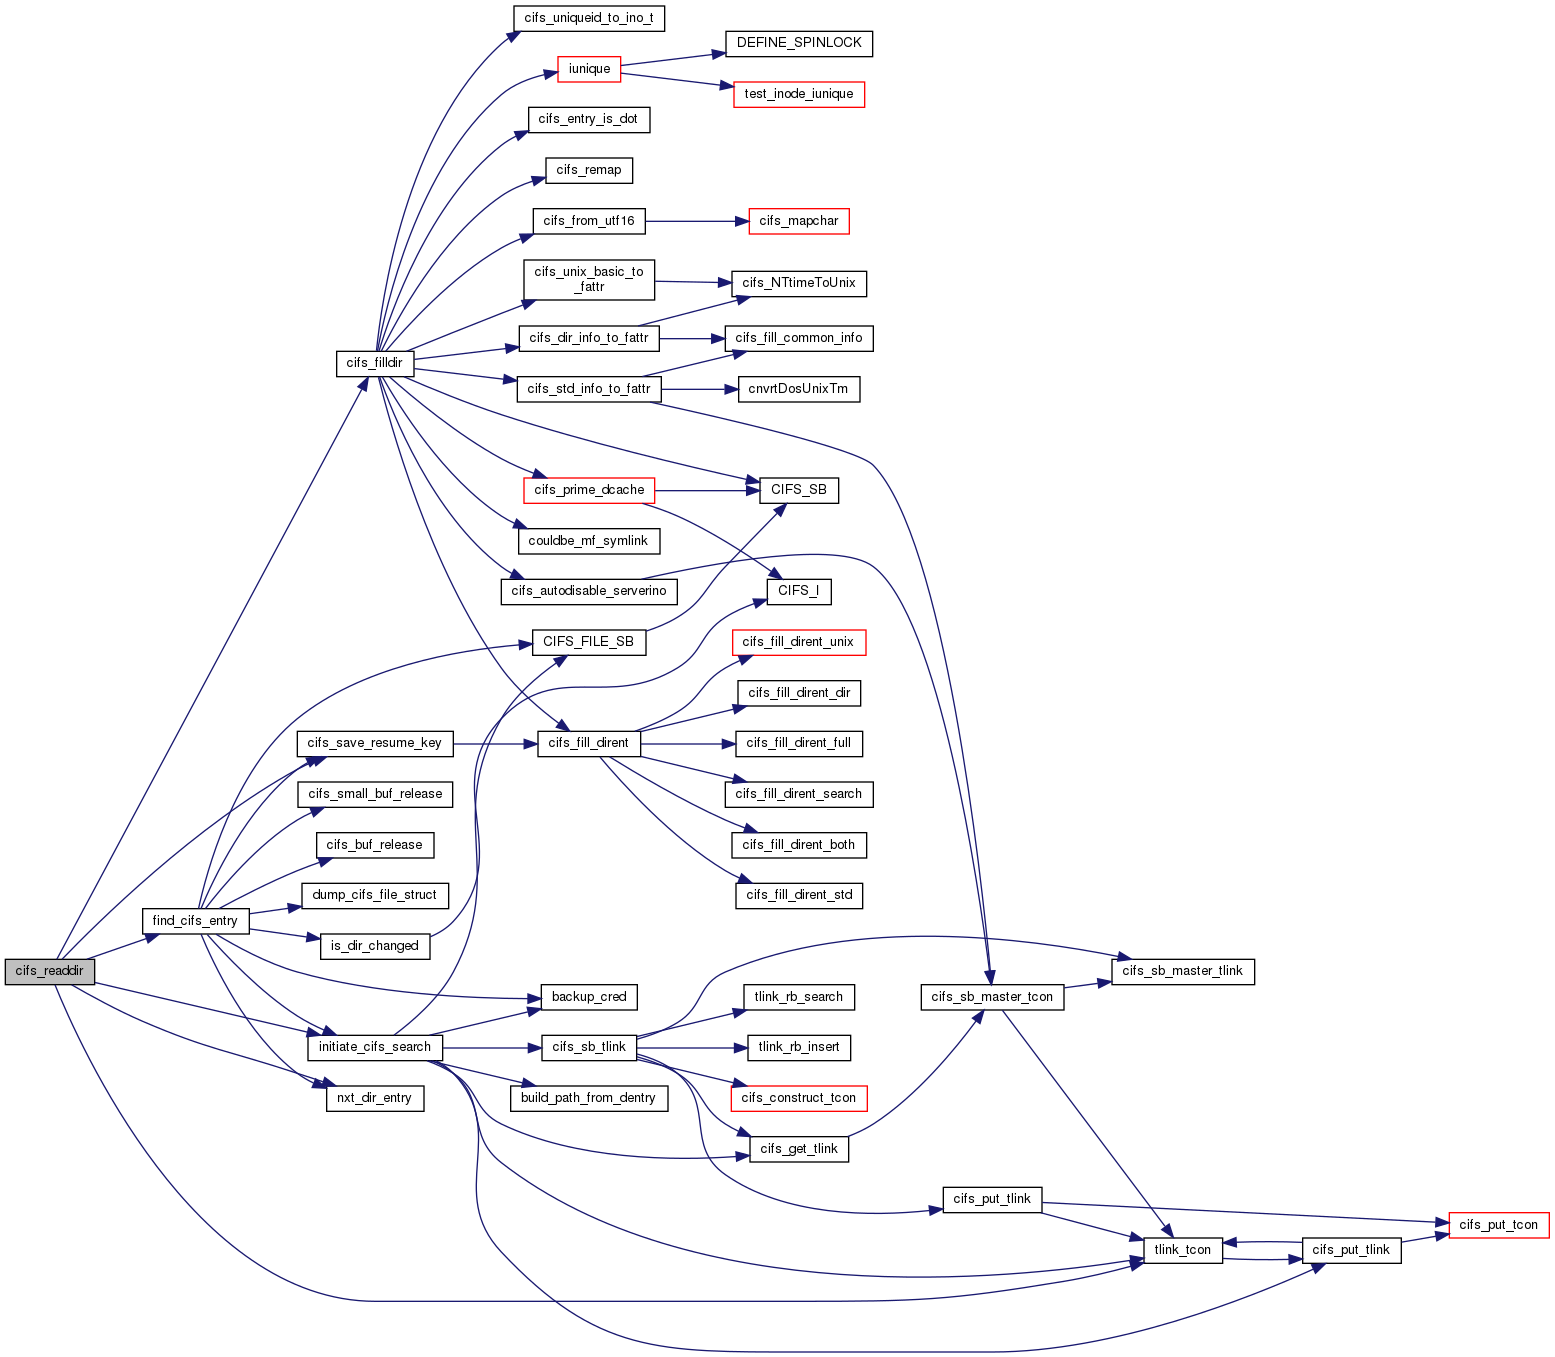 cifs_uniqueid_to_ino_t
DEFINE_SPINLOCK
iunique
test_inode_iunique
cifs_entry_is_dot
cifs_remap
cifs_from_utf16
cifs_mapchar
cifs_unix_basic_to
_fattr
cifs_NTtimeToUnix
cifs_dir_info_to_fattr
cifs_fill_common_info
cifs_filldir
cifs_std_info_to_fattr
cnvrtDosUnixTm
cifs_prime_dcache
CIFS_SB
couldbe_mf_symlink
cifs_autodisable_serverino
CIFS_I
CIFS_FILE_SB
cifs_fill_dirent_unix
cifs_fill_dirent_dir
cifs_save_resume_key
cifs_fill_dirent
cifs_fill_dirent_full
cifs_small_buf_release
cifs_fill_dirent_search
cifs_buf_release
cifs_fill_dirent_both
dump_cifs_file_struct
cifs_fill_dirent_std
find_cifs_entry
is_dir_changed
cifs_readdir
cifs_sb_master_tlink
backup_cred
tlink_rb_search
cifs_sb_master_tcon
initiate_cifs_search
cifs_sb_tlink
tlink_rb_insert
nxt_dir_entry
build_path_from_dentry
cifs_construct_tcon
cifs_get_tlink
cifs_put_tlink
cifs_put_tcon
tlink_tcon
cifs_put_tlink